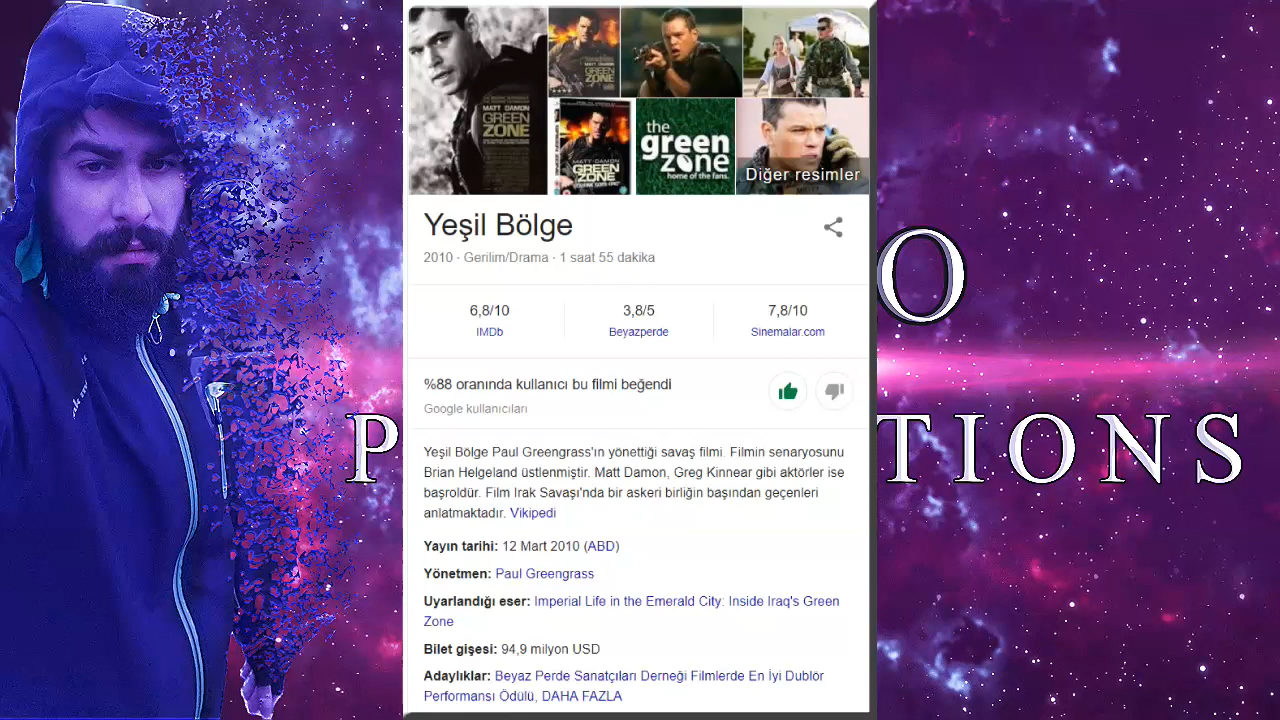 MATT DAMON
GREEN
ZONE
MATT DAMON
GREEN
ZONE
MATT DAMON
GREEN
ZONE
the
green
zone
home of the fans.
Diğer resimler
Yeşil Bölge
2010 · Gerilim/Drama · 1 saat 55 dakika
6,8/10
IMDb
3,8/5
Beyazperde
7,8/10
Sinemalar.com
%88 oranında kullanıcı bu filmi beğendi
Google kullanıcıları
Yeşil Bölge Paul Greengrass'ın yönettiği savaş filmi. Filmin senaryosunu
Brian Helgeland üstlenmiştir. Matt Damon, Greg Kinnear gibi aktörler ise
başroldür. Film Irak Savaşı'nda bir askeri birliğin başından geçenleri
anlatmaktadır. Vikipedi
Yayın tarihi: 12 Mart 2010 (ABD)
Yönetmen: Paul Greengrass
Uyarlandığı eser: Imperial Life in the Emerald City: Inside Iraq's Green
Zone
Bilet gişesi: 94,9 milyon USD
Adaylıklar: Beyaz Perde Sanatçıları Derneği Filmlerde En İyi Dublör
Performansı Ödülü, DAHA FAZLA
O
P TIONS